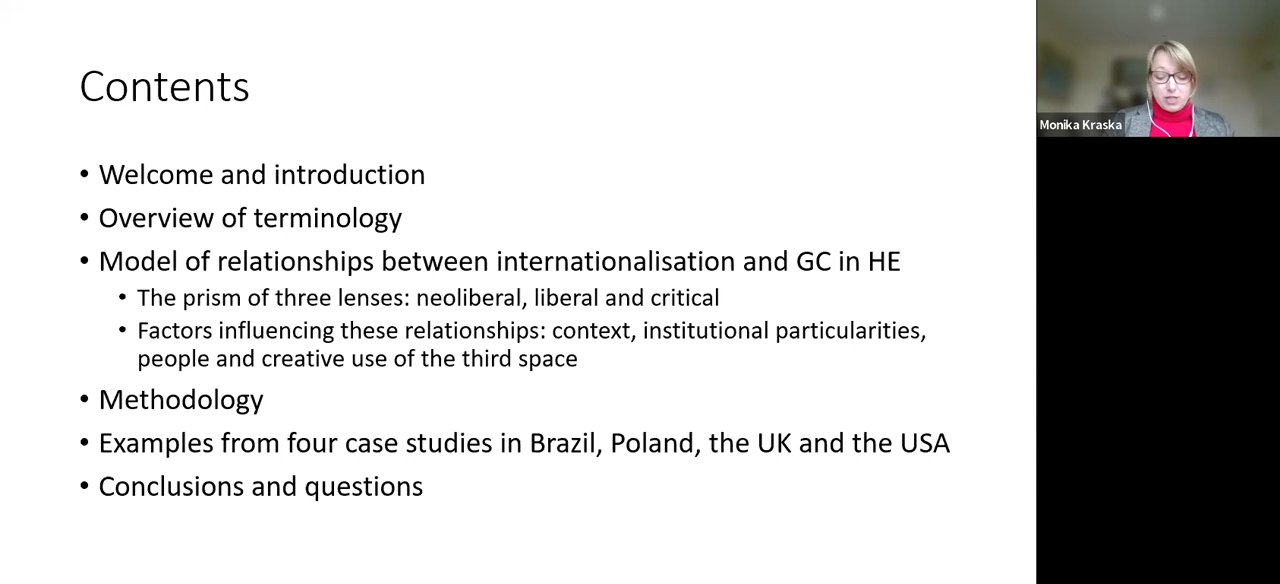 Contents
• Welcome and introduction
• Overview of terminology
• Model of relationships between internationalisation and GC in HE
• The prism of three lenses: neoliberal, liberal and critical
• Factors influencing these relationships: context, institutional particularities,
people and creative use of the third space
• Methodology
• Examples from four case studies in Brazil, Poland, the UK and the USA
• Conclusions and questions
Monika Kraska